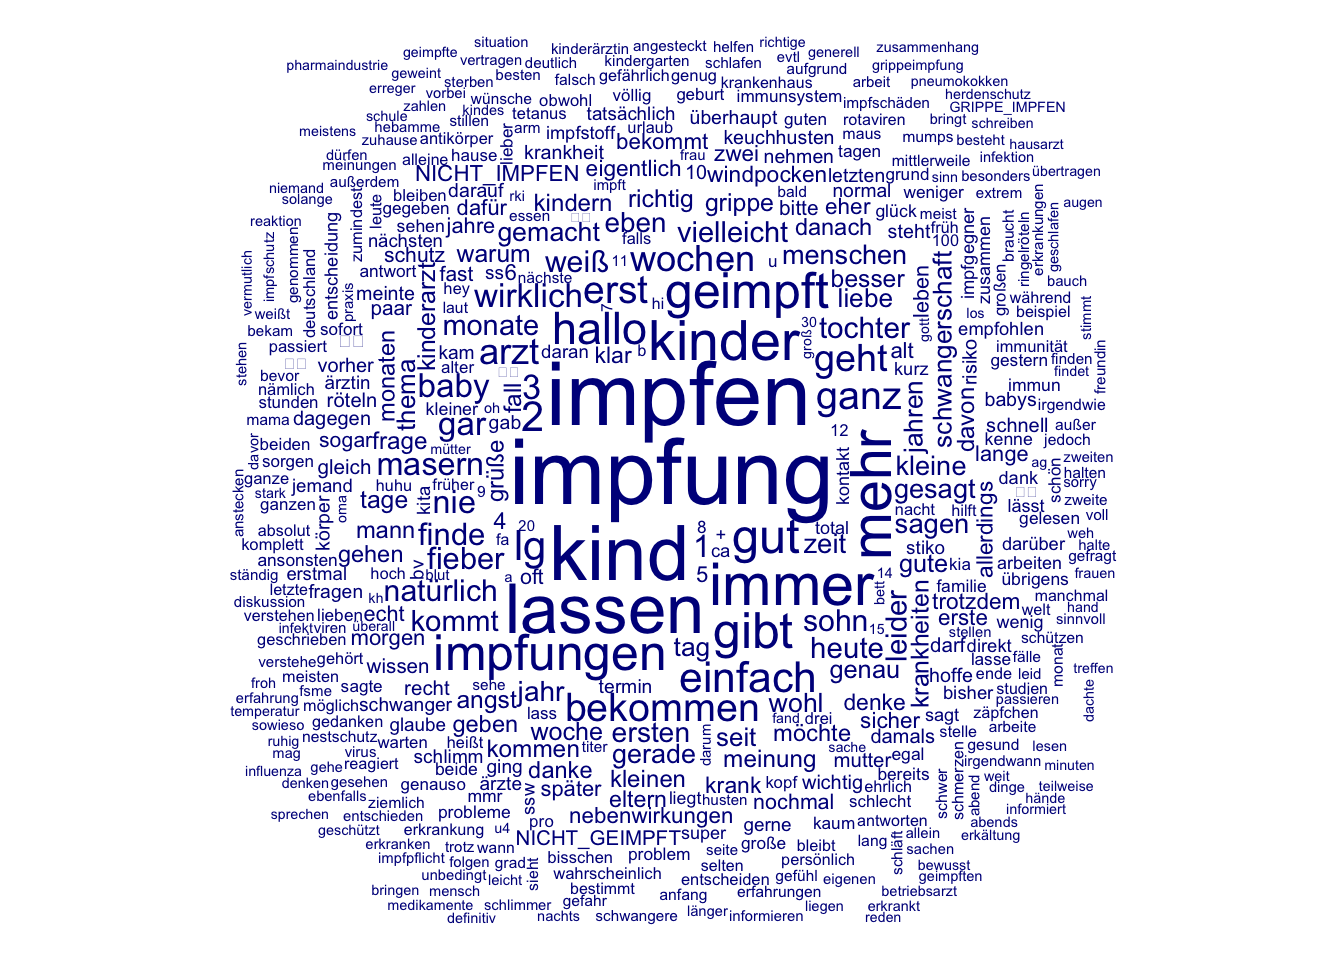 situation
geimpfte kinderärztin angesteckt helfen richtige
pharmaindustrie vertragen deutlich kindergarten schlafen evtl generell zusammenhang
geweint sterben besten falsch gefährlich genug krankenhaus aufgrund arbeit grippeimpfung pneumokokken
erreger vorbei wünsche obwohl völlig geburt immunsystem impfschäden herdenschutz
zahlen kindes tetanus tatsächlich überhaupt guten rotaviren bringt GRIPPE_IMPFEN
schule stillen lieber arm impfstoff urlaub bekommt keuchhusten maus mumps besteht schreiben
meistens hebamme antikörper hausarzt
zuhause alleine hause krankheit frau zwei nehmen tagen mittlerweile infektion
dürfen meinungen NICHT_IMPFEN eigentlich 10 windpocken letzten grund sinn besonders übertragen
niemand außerdem bleiben darauf rki impft bald normal weniger extrem
solange leute gegeben dafür essen kindern richtig grippe bitte eher glück meist augen
reaktion zumindest sehen jahre gemacht eben vielleicht danach steht früh
nächsten falls 100 impfgegner zusammen braucht ringelröteln erkrankungen geschlafen
vermutlich impfschutz genommen deutschland entscheidung schutz warum weiß 11 wochen u menschen
antwort kinderarzt fast ss 6 nächste besser leben großen bauch
weißt praxis meinte hey wirklich erst hi geimpft liebe gott schwangerschaft während
bekam sofort paar laut 7 30 los beispiel stimmt
passiert monate hallo kinder groß tochter empfohlen
stehen bevor vorher monaten kam arzt daran klar b geht alt risiko immunität
nämlich ärztin thema alter kurz gestern finden findet freundin
stunden röteln baby fall 3 impfen ganz jahren davon immun
mama dagegen kleiner oh 2 babys irgendwie
davor beiden sogar frage gar gab 12 schnell außer
sorgen mütter kenne jedoch
ganze gleich masern grüße impfung kontakt mehr kleine lange ag zweiten
stark jemand huhu früher gesagt dank schön halten sorry
anstecken ganzen oma tage kita nie 9 nacht hilft lässt zweite
absolut körper mann finde 4 20 8 + total sagen allerdings gelesen voll
komplett fa lg kind 1 ca gut zeit stiko darüber weh halte
ansonsten gehen fieber gute kia arbeiten gefragt
ständig erstmal hoch bv blut a oft 5 immer 14 familie übrigens frauen
letzte fragen kh natürlich bett trotzdem manchmal
diskussion lassen welt hand
verstehen lieben echt kommt gibt sohn leider krankheiten erste wenig sinnvoll
infekt viren überall 15 stellen
geschrieben morgen impfungen tag heute darf direkt schützen
verstehe gehört wissen genau lasse fälle monat treffen
froh meisten einfach hoffe ende leid
erfahrung fsme sagte recht sehe jahr termin bisher studien dachte
temperatur möglich schwanger angst bekommen wohl denke passieren
sowieso gedanken glaube geben lass fand drei sicher sagt zäpfchen
ruhig nestschutz warten heißt woche ersten seit möchte damals stelle arbeite
mag virus schlimm kommen titer gerade darum meinung sache mutter egal gesund lesen
influenza gehe reagiert beide ging danke irgendwann minuten
denken gesehen genauso ärzte später kleinen krank kopf wichtig bereits ehrlich schwer schmerzen abend weit teilweise
ebenfalls ziemlich mmr ssw eltern liegt husten nochmal schlecht dinge hände
sprechen entschieden probleme pro nebenwirkungen gerne kaum antworten abends informiert
geschützt erkrankung u4 NICHT_GEIMPFT super große bleibt lang allein erkältung
erkranken trotz wann seite schläft sachen
impfpflicht folgen grad sieht bisschen problem selten persönlich bewusst
unbedingt leicht wahrscheinlich entscheiden gefühl eigenen geimpften
bringen mensch bestimmt anfang erfahrungen betriebsarzt
medikamente schlimmer gefahr liegen erkrankt
definitiv nachts schwangere länger informieren reden